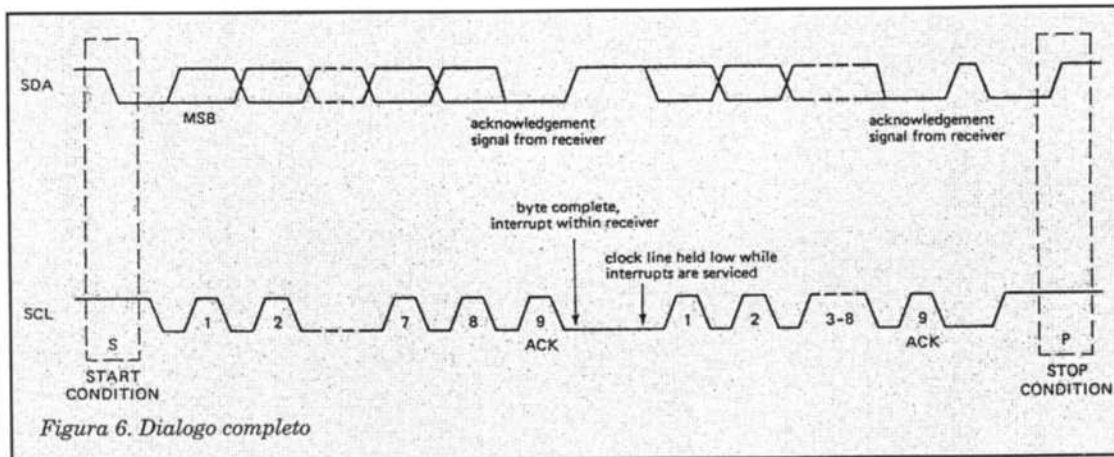 SDA
MSB
acknowledgement
signal from receiver
acknowledgement
signal from receiver
byte complete,
interrupt within receiver
clock line held low while
interrupts are serviced
SCL
1 2 7 8 9 1 2 3-8 9
S ACK ACK P
START
CONDITION
STOP
CONDITION
Figura 6. Dialogo completo